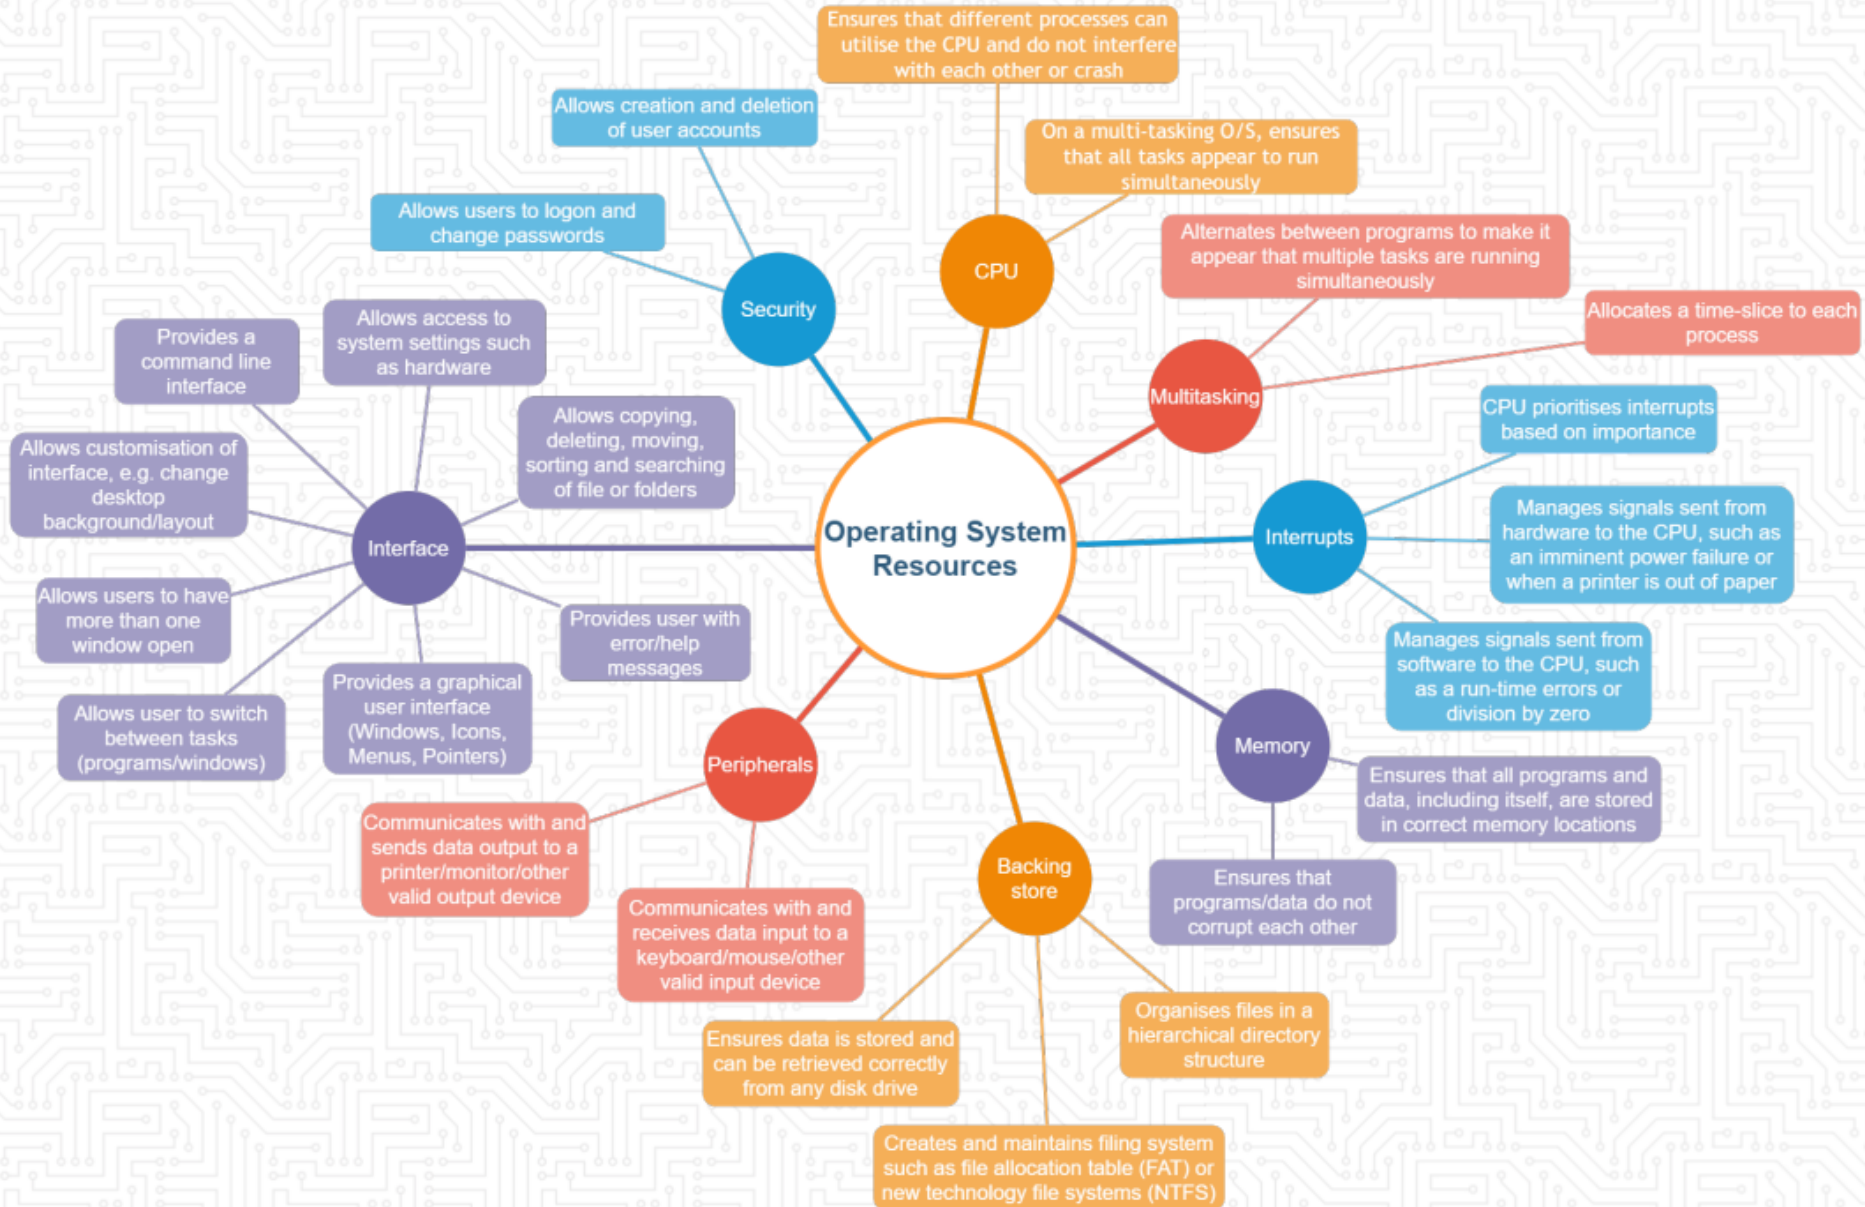 Ensures that different processes can
utilise the CPU and do not interfere
with each other or crash
Allows creation and deletion
of user accounts
On a multi-tasking O/S, ensures
that all tasks appear to run
simultaneously
Allows users to logon and
change passwords
Alternates between programs to make it
appear that multiple tasks are running
simultaneously
CPU
Security
Allocates a time-slice to each
process
Allows access to
system settings such
as hardware
Provides a
command line
interface
Multitasking
CPU prioritises interrupts
based on importance
Allows copying,
deleting, moving,
sorting and searching
of file or folders
Allows customisation of
interface, e.g. change
desktop
background/layout
Operating System
Resources
Interface
Interrupts
Manages signals sent from
hardware to the CPU, such as
an imminent power failure or
when a printer is out of paper
Allows users to have
more than one
window open
Provides user with
error/help
messages
Manages signals sent from
software to the CPU, such
as a run-time errors or
division by zero
Allows user to switch
between tasks
(programs/windows)
Provides a graphical
user interface
(Windows, Icons,
Menus, Pointers)
Peripherals
Memory
Ensures that all programs and
data, including itself, are stored
in correct memory locations
Communicates with and
sends data output to a
printer/monitor/other
valid output device
Backing
store
Ensures that
programs/data do not
corrupt each other
Communicates with and
receives data input to a
keyboard/mouse/other
valid input device
Organises files in a
hierarchical directory
structure
Ensures data is stored and
can be retrieved correctly
from any disk drive
Creates and maintains filing system
such as file allocation table (FAT) or
new technology file systems (NTFS)